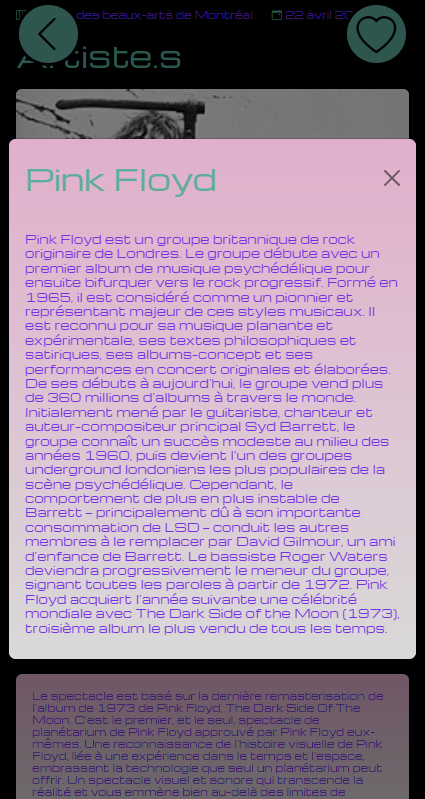 des beaux-arts de Montréal
22 avril
Artiste.s
Pink Floyd
Pink Floyd est un groupe britannique de rock
originaire de Londres. Le groupe débute avec un
premier album de musique psychédélique pour
ensuite bifurquer vers le rock progressif. Formé en
1965, il est considéré comme un pionnier et
représentant majeur de ces styles musicaux. Il
est reconnu pour sa musique planante et
expérimentale, ses textes philosophiques et
satiriques, ses albums-concept et ses
performances en concert originales et élaborées.
De ses débuts à aujourd'hui, le groupe vend plus
de 360 millions d'albums à travers le monde.
Initialement mené par le guitariste, chanteur et
auteur-compositeur principal Syd Barrett, le
groupe connaît un succès modeste au milieu des
années 1960, puis devient l'un des groupes
underground londoniens les plus populaires de la
scène psychédélique. Cependant, le
comportement de plus en plus instable de
Barrett – principalement dû à son importante
consommation de LSD – conduit les autres
membres à le remplacer par David Gilmour, un ami
d'enfance de Barrett. Le bassiste Roger Waters
deviendra progressivement le meneur du groupe,
signant toutes les paroles à partir de 1972. Pink
Floyd acquiert l'année suivante une célébrité
mondiale avec The Dark Side of the Moon (1973),
troisième album le plus vendu de tous les temps.
Le spectacle est basé sur la dernière remasterisation de
l'album de 1973 de Pink Floyd, The Dark Side Of The
Moon. C'est le premier, et le seul, spectacle de
planétarium de Pink Floyd approuvé par Pink Floyd eux-
mêmes. Une reconnaissance de l'histoire visuelle de Pink
Floyd, liée à une expérience dans le temps et l'espace,
embrassant la technologie que seul un planétarium peut
offrir. Un spectacle visuel et sonore qui transcenda la
réalité et vous emmène bien au-delà des limites de